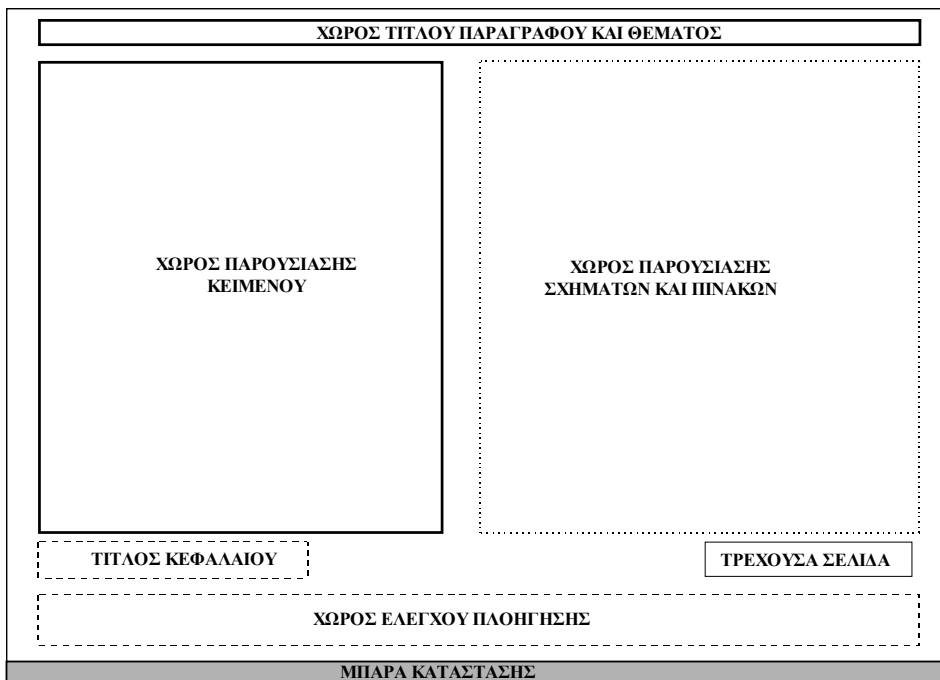 ΧΩΡΟΣ ΤΙΤΛΟΥ ΠΑΡΑΓΡΑΦΟΥ ΚΑΙ ΘΕΜΑΤΟΣ
ΧΩΡΟΣ ΠΑΡΟΥΣΙΑΣΗΣ
ΚΕΙΜΕΝΟΥ
ΧΩΡΟΣ ΠΑΡΟΥΣΙΑΣΗΣ
ΣΧΗΜΑΤΩΝ ΚΑΙ ΠΙΝΑΚΩΝ
ΤΙΤΛΟΣ ΚΕΦΑΛΑΙΟΥ
ΤΡΕΧΟΥΣΑ ΣΕΛΙΔΑ
ΧΩΡΟΣ ΕΛΕΓΧΟΥ ΠΛΟΗΓΗΣΗΣ
ΜΠΑΡΑ ΚΑΤΑΣΤΑΣΗΣ